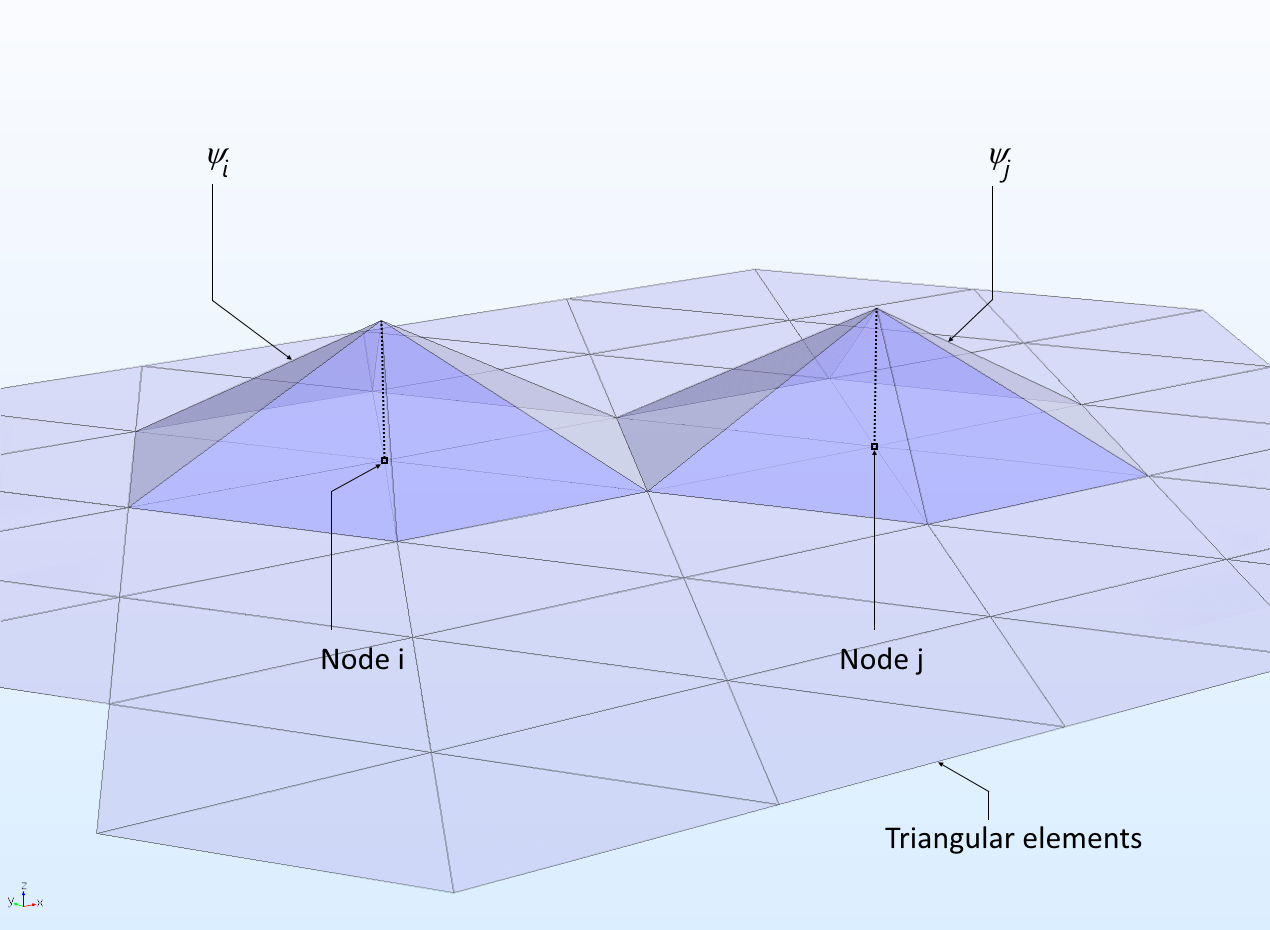 ψi
ψj
Node i
Node j
Triangular elements
z
y
x